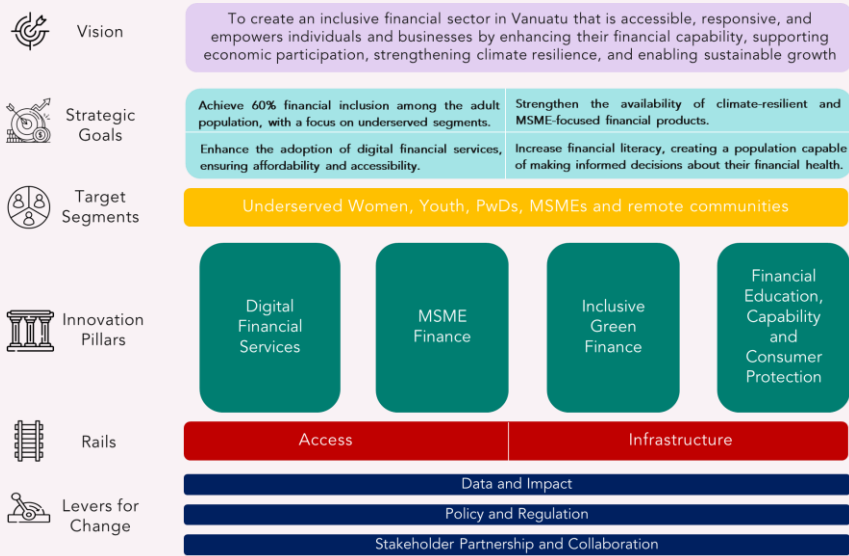 Vision
To create an inclusive financial sector in Vanuatu that is accessible, responsive, and
empowers individuals and businesses by enhancing their financial capability, supporting
economic participation, strengthening climate resilience, and enabling sustainable growth
Strategic
Goals
Achieve 60% financial inclusion among the adult
population, with a focus on underserved segments.
Strengthen the availability of climate-resilient and
MSME-focused financial products.
Enhance the adoption of digital financial services,
ensuring affordability and accessibility.
Increase financial literacy, creating a population capable
of making informed decisions about their financial health.
Target
Segments
Underserved Women, Youth, PwDs, MSMEs and remote communities
Innovation
Pillars
Digital
Financial
Services
MSME
Finance
Inclusive
Green
Finance
Financial
Education,
Capability
and
Consumer
Protection
Rails
Access
Infrastructure
Levers for
Change
Data and Impact
Policy and Regulation
Stakeholder Partnership and Collaboration